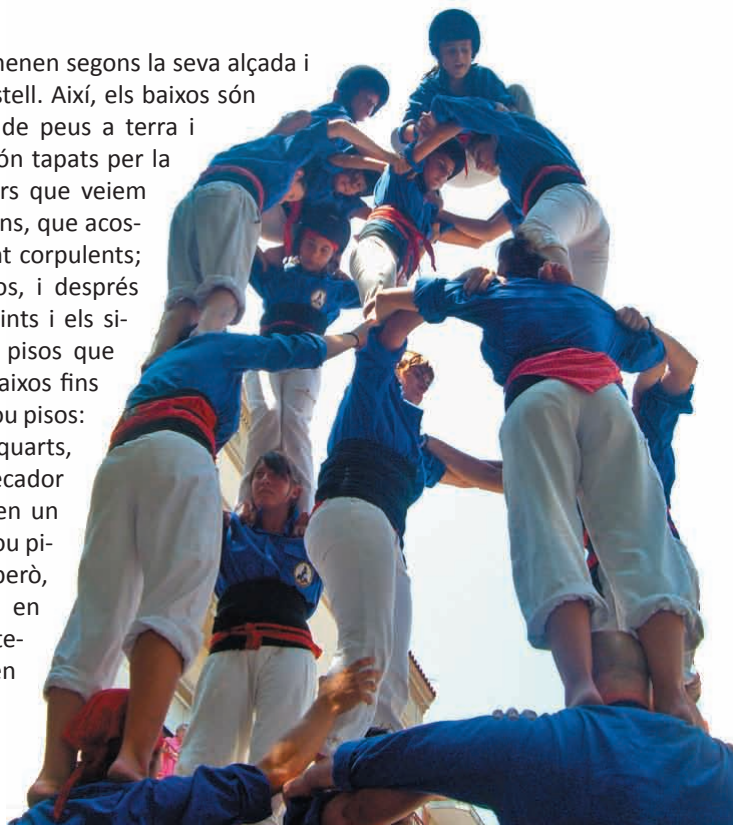 nenen segons la seva alçada i
stell. Així, els baixos són
de peus a terra i
ón tapats per la
rs que veiem
ns, que acos-
nt corpulents;
os, i després
ints i els si-
pisos que
aixos fins
ou pisos:
quarts,
ecador
en un
ou pi-
però,
en
te-
en